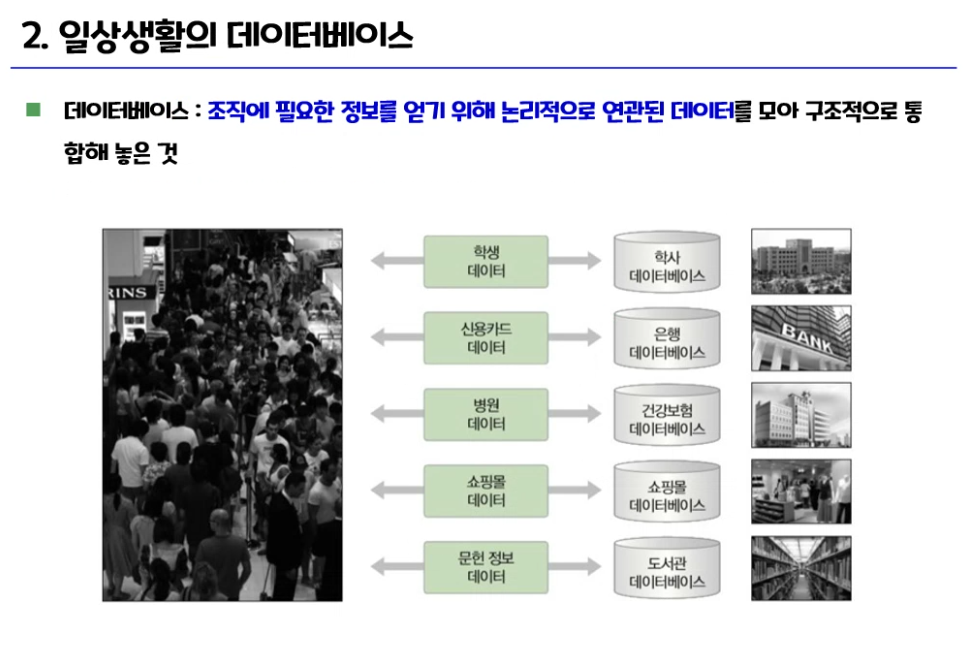 2. 일상생활의 데이터베이스
데이터베이스 : 조직에 필요한 정보를 얻기 위해 논리적으로 연관된 데이터를 모아 구조적으로 통
합해 놓은 것
RINS
학생
데이터
학사
데이터베이스
신용카드
데이터
은행
데이터베이스
BANK
병원
데이터
건강보험
데이터베이스
쇼핑몰
데이터
쇼핑몰
데이터베이스
문헌 정보
데이터
도서관
데이터베이스